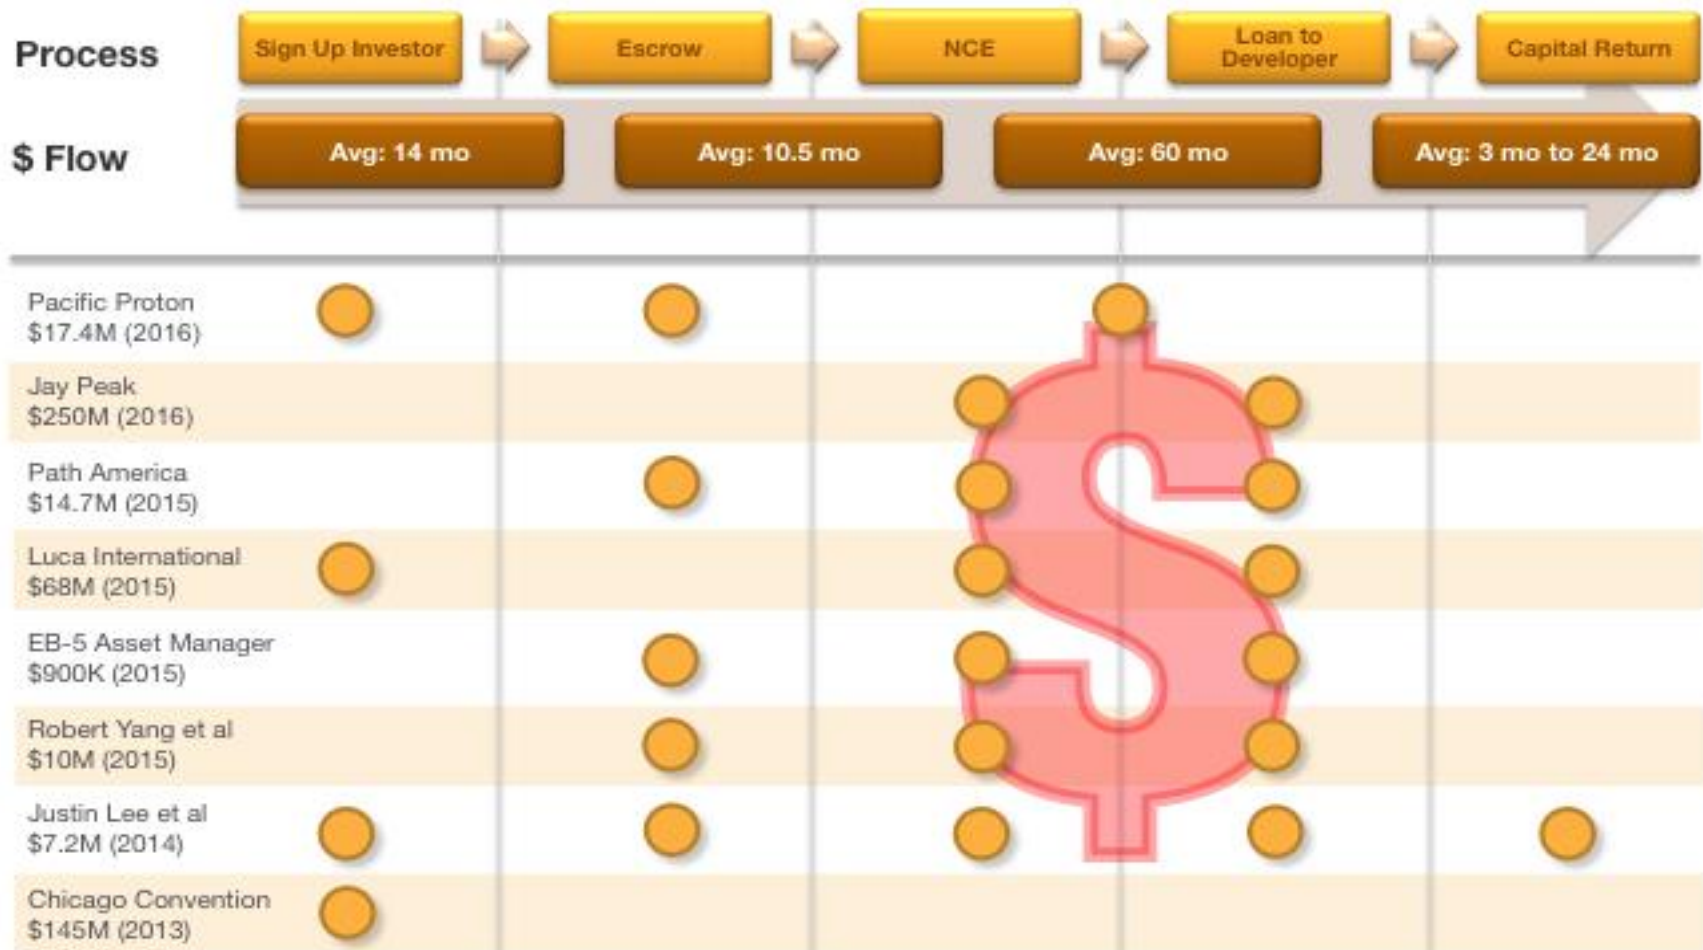 Process
Sign Up Investor
Escrow
NCE
Loan to
Developer
Capital Return
$ Flow
Avg: 14 mo
Avg: 10.5 mo
Avg: 60 mo
Avg: 3 mo to 24 mo
Pacific Proton
$17.4M (2016)
Jay Peak
$250M (2016)
Path America
$14.7M (2015)
Luca International
$68M (2015)
EB-5 Asset Manager
$900K (2015)
Robert Yang et al
$10M (2015)
Justin Lee et al
$7.2M (2014)
Chicago Convention
$145M (2013)
$